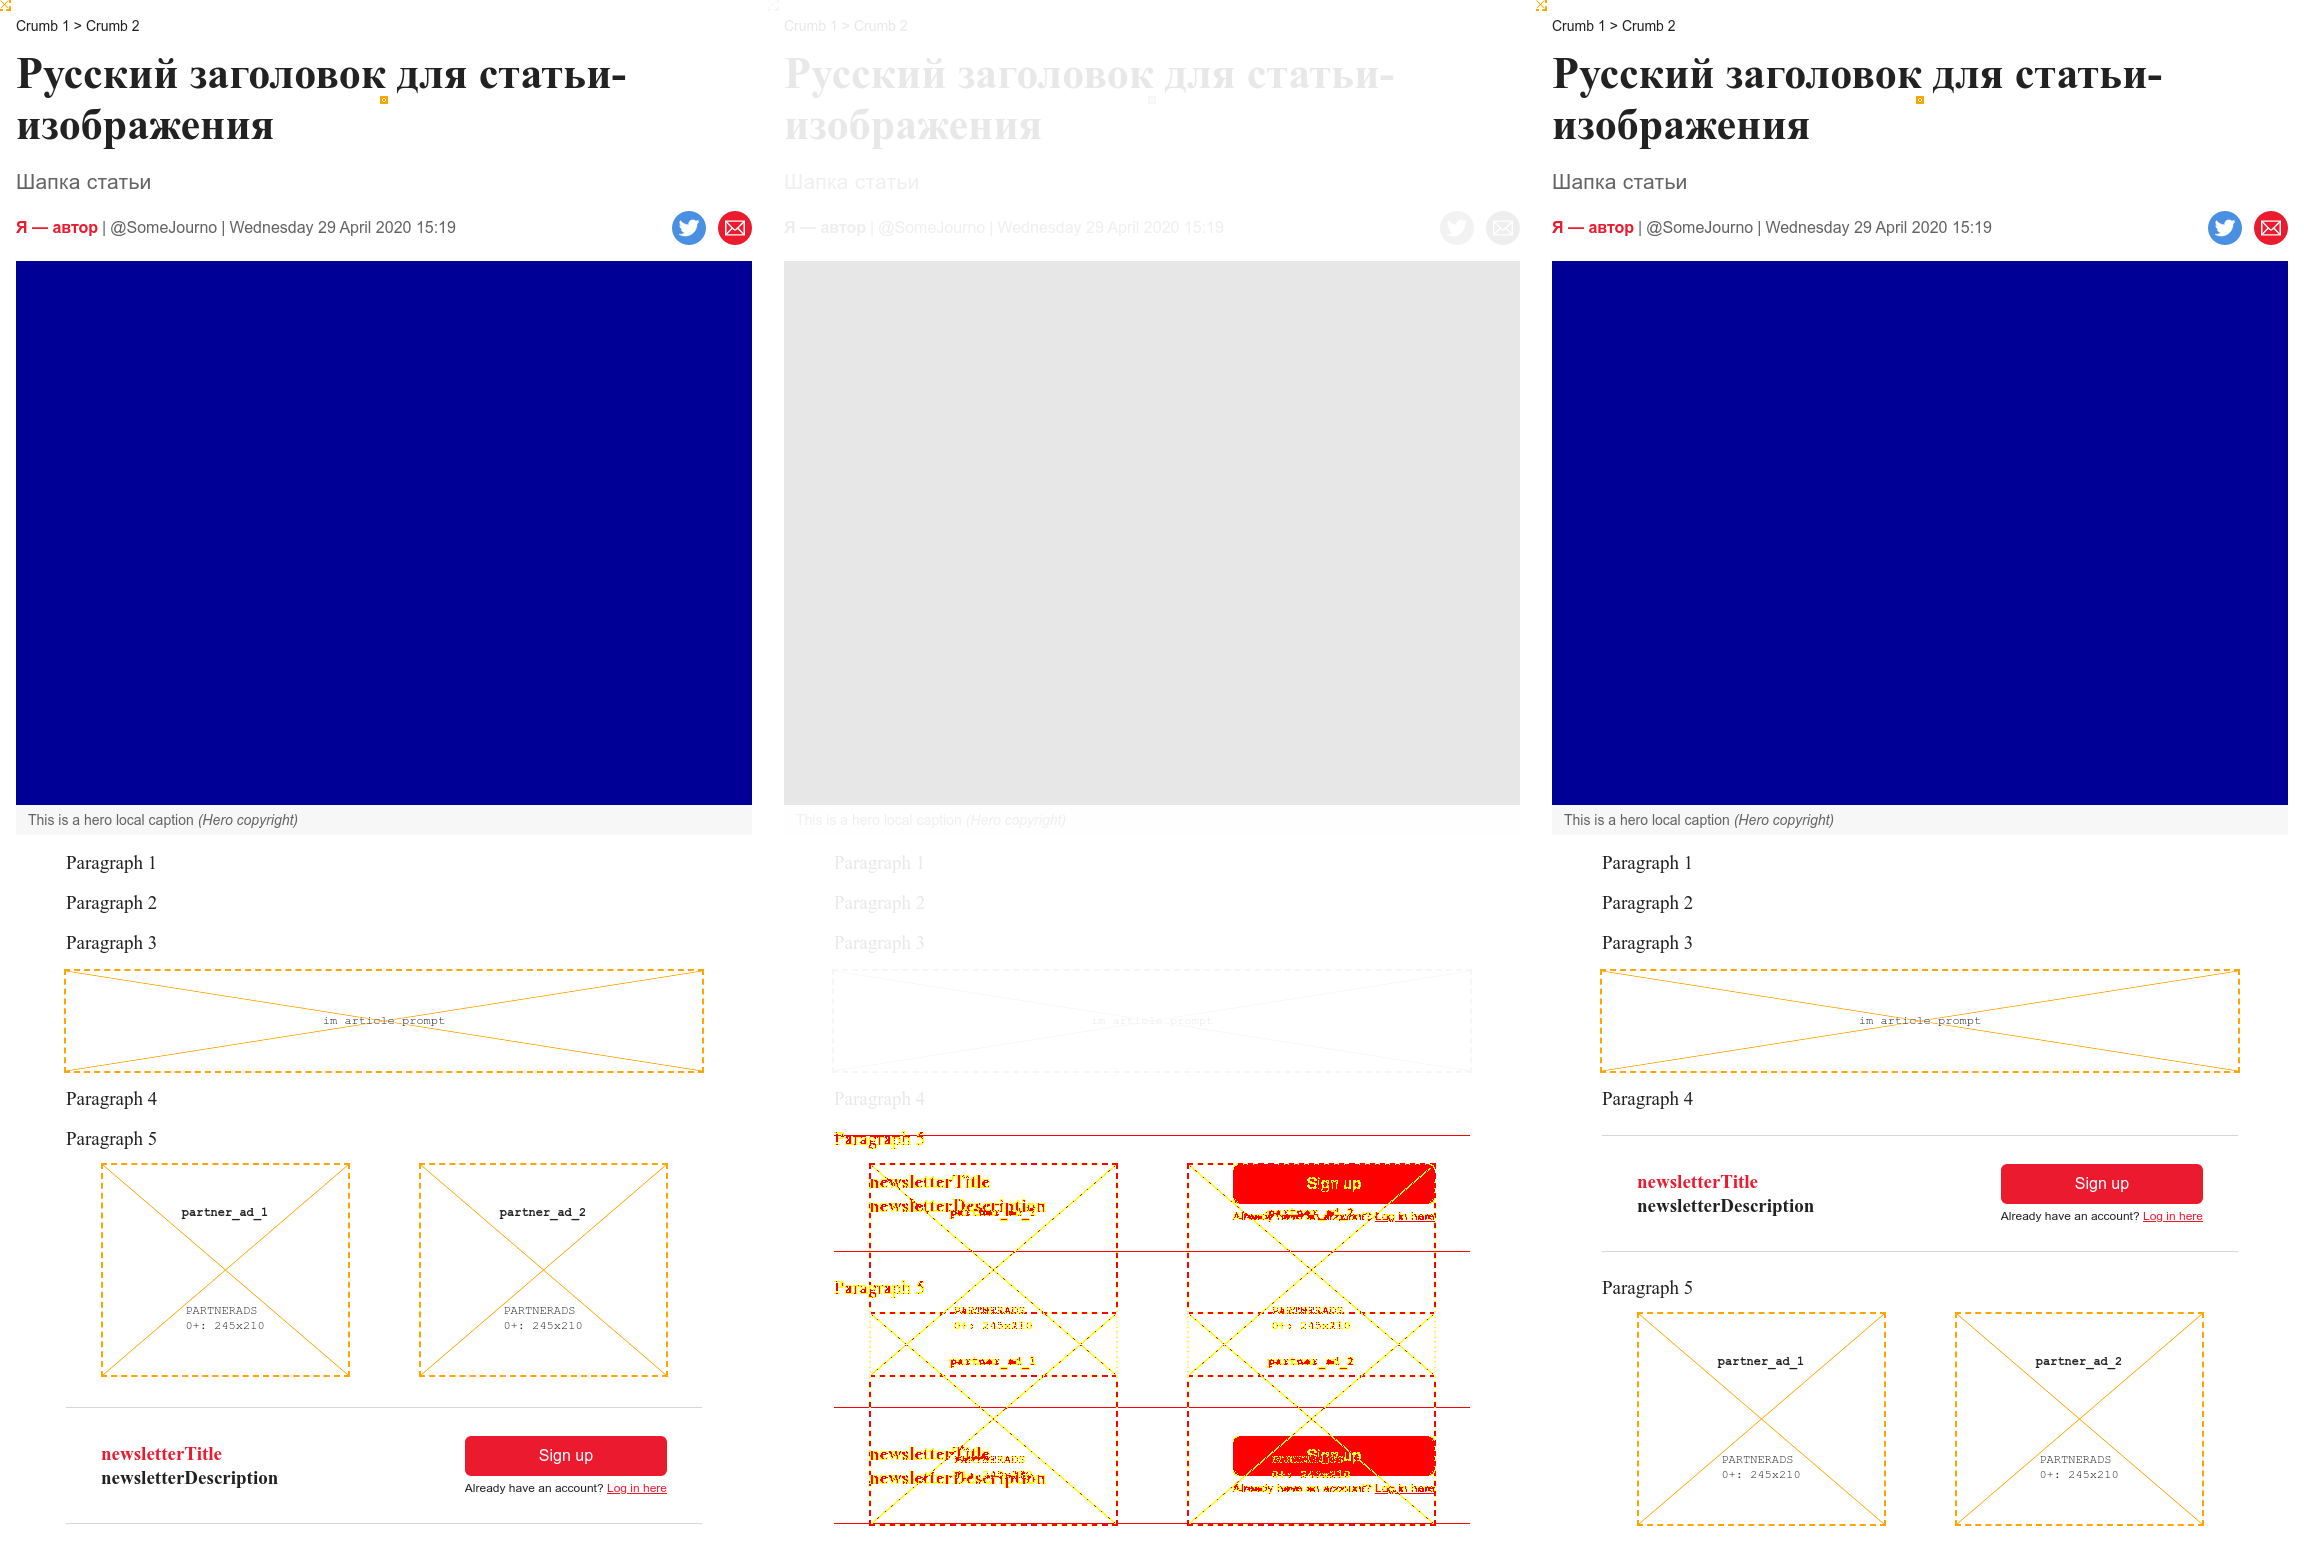 Crumb 1 > Crumb 2
Русский заголовок для статьи-
изображения
Шапка статьи
Я — автор | @SomeJourno | Wednesday 29 April 2020 15:19
This is a hero local caption (Hero copyright)
Paragraph 1
Paragraph 2
Paragraph 3
im article prompt
Paragraph 4
Paragraph 5
partner_ad_1
partner_ad_2
PARTNERADS
0+: 245x210
PARTNERADS
0+: 245x210
newsletterTitle
newsletterDescription
Sign up
Already have an account? Log in here
Crumb 1 > Crumb 2
Русский заголовок для статьи-
изображения
Шапка статьи
Я — автор | @SomeJourno | Wednesday 29 April 2020 15:19
This is a hero local caption (Hero copyright)
Paragraph 1
Paragraph 2
Paragraph 3
im article prompt
Paragraph 4
Paragraph 5
newsletterTitle
newsletterDescription
partner_ad_1
Sign up
partner_ad_2
Already have an account? Log in here
Paragraph 5
PARTNERADS
0+: 245x210
PARTNERADS
0+: 245x210
partner_ad_1
partner_ad_2
newsletterTitle
PARTNERADS
0+: 245x210
newsletterDescription
Sign up
PARTNERADS
0+: 245x210
Already have an account? Log in here
Crumb 1 > Crumb 2
Русский заголовок для статьи-
изображения
Шапка статьи
Я — автор | @SomeJourno | Wednesday 29 April 2020 15:19
This is a hero local caption (Hero copyright)
Paragraph 1
Paragraph 2
Paragraph 3
im article prompt
Paragraph 4
newsletterTitle
newsletterDescription
Sign up
Already have an account? Log in here
Paragraph 5
partner_ad_1
partner_ad_2
PARTNERADS
0+: 245x210
PARTNERADS
0+: 245x210